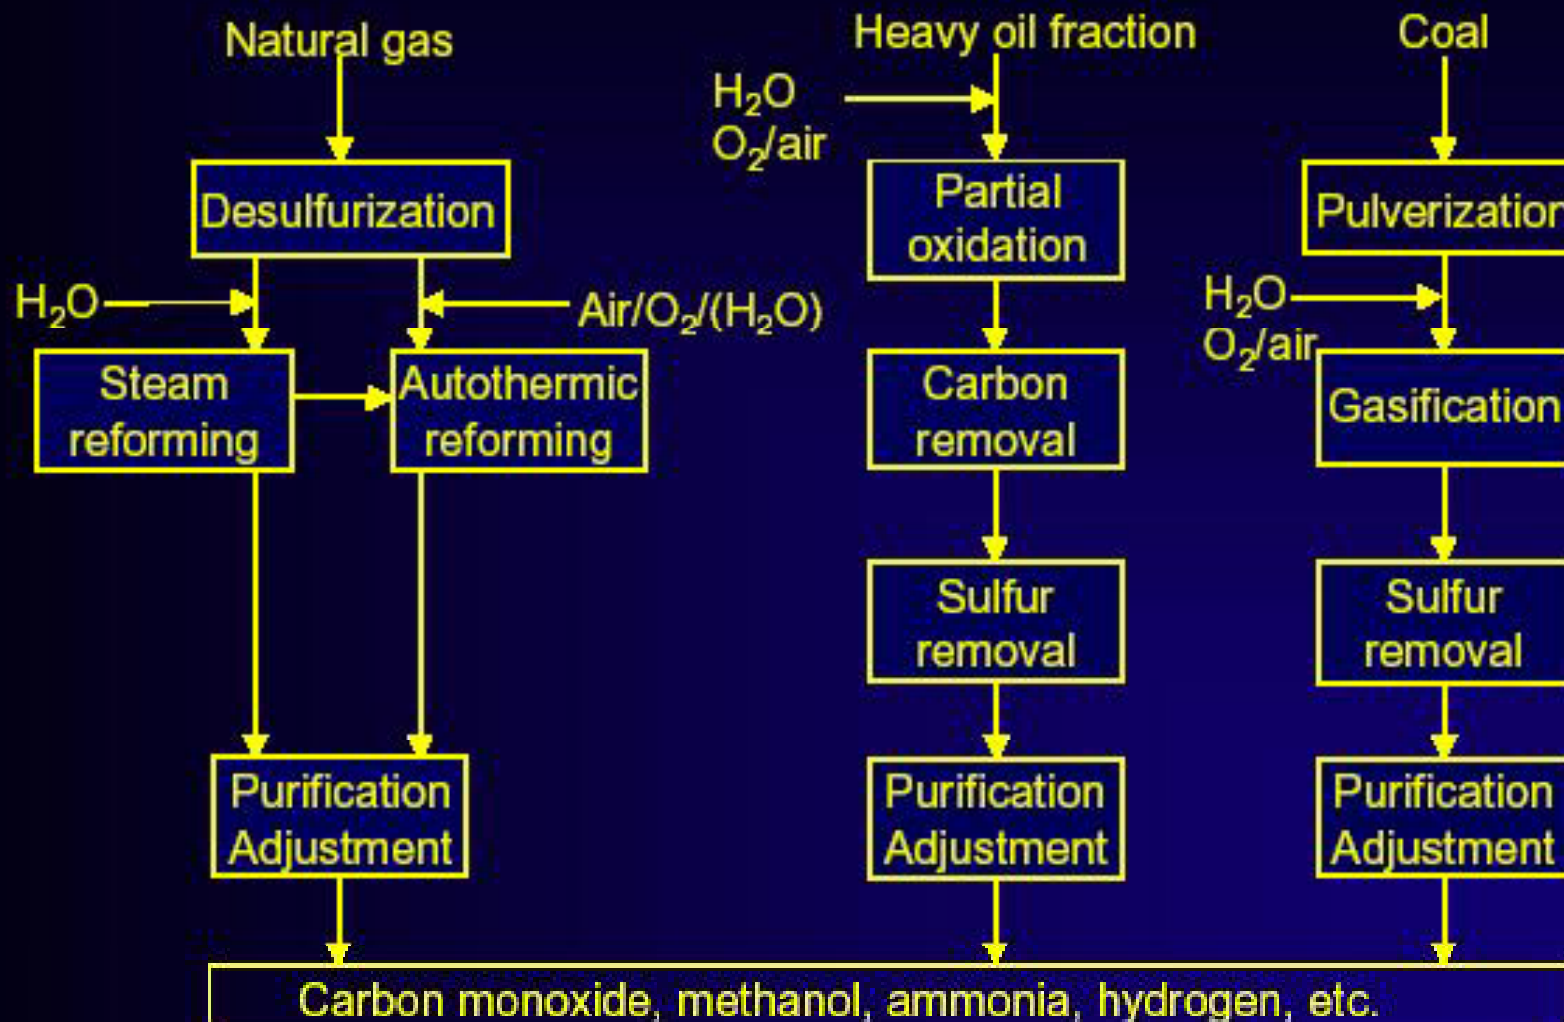 Natural gas
Heavy oil fraction
Coal
H₂O
O₂/air
Desulfurization
Partial
oxidation
Pulverization
H₂O
Air/O₂/(H₂O)
H₂O
O₂/air
Steam
reforming
Autothermic
reforming
Carbon
removal
Gasification
Sulfur
removal
Sulfur
removal
Purification
Adjustment
Purification
Adjustment
Purification
Adjustment
Carbon monoxide, methanol, ammonia, hydrogen, etc.